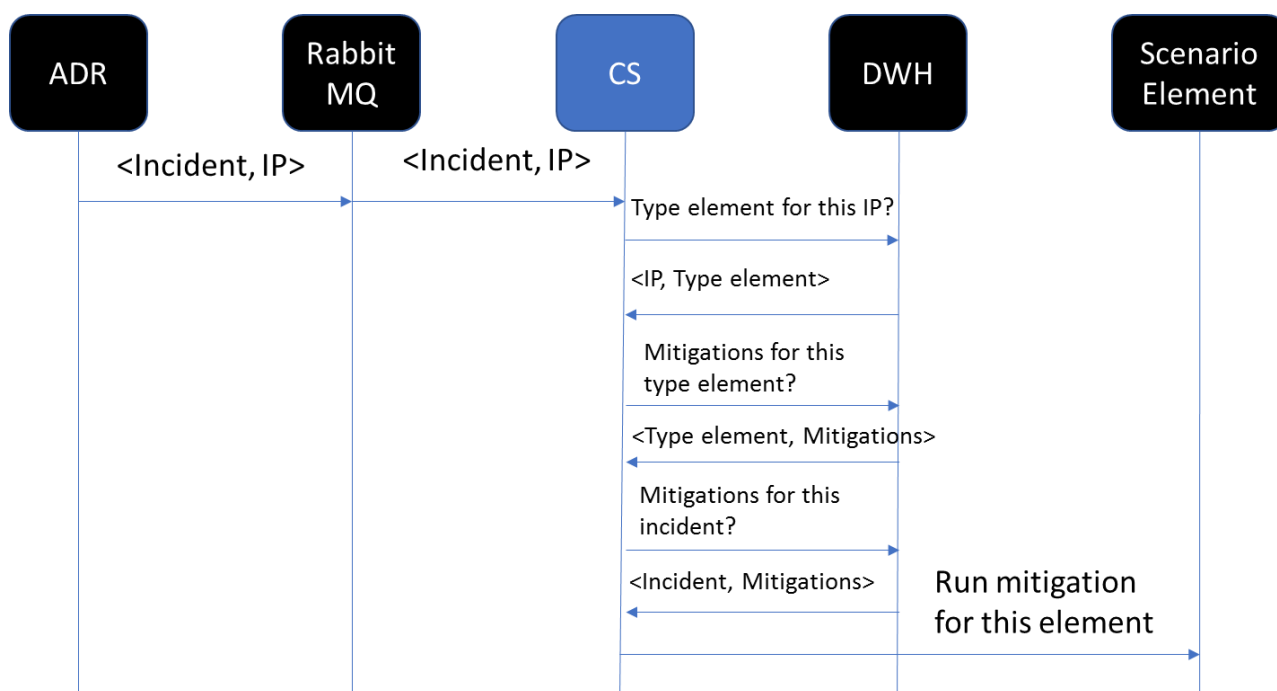 ADR
Rabbit
MQ
CS
DWH
Scenario
Element
<Incident, IP>
<Incident, IP>
Type element for this IP?
<IP, Type element>
Mitigations for this
type element?
<Type element, Mitigations>
Mitigations for this
incident?
<Incident, Mitigations>
Run mitigation
for this element